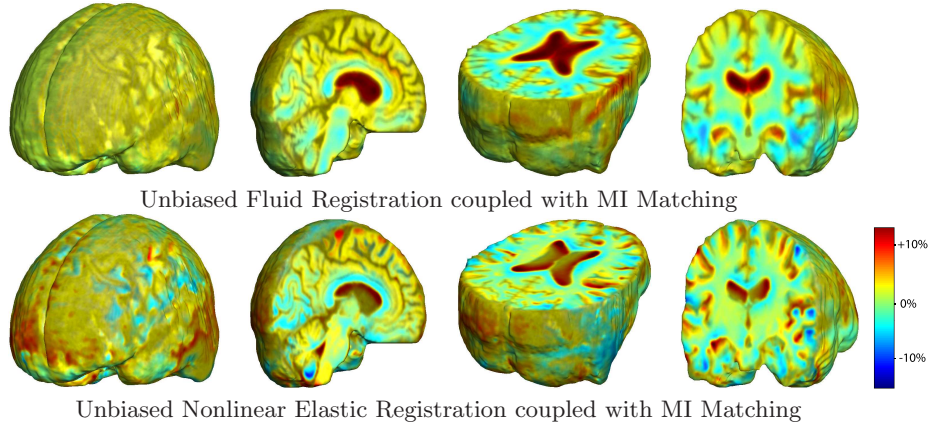 Unbiased Fluid Registration coupled with MI Matching
+10%
0%
-10%
Unbiased Nonlinear Elastic Registration coupled with MI Matching